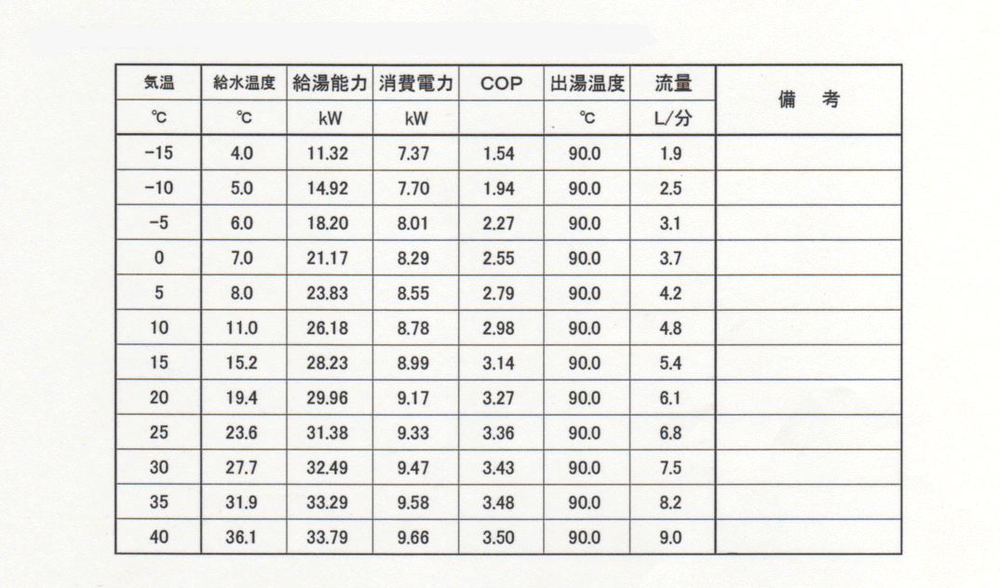 気温 給水温度 給湯能力 消費電力 COP 出湯温度 流量 備 考
℃ ℃ kW kW ℃ L/分
-15 4.0 11.32 7.37 1.54 90.0 1.9
-10 5.0 14.92 7.70 1.94 90.0 2.5
-5 6.0 18.20 8.01 2.27 90.0 3.1
0 7.0 21.17 8.29 2.55 90.0 3.7
5 8.0 23.83 8.55 2.79 90.0 4.2
10 11.0 26.18 8.78 2.98 90.0 4.8
15 15.2 28.23 8.99 3.14 90.0 5.4
20 19.4 29.96 9.17 3.27 90.0 6.1
25 23.6 31.38 9.33 3.36 90.0 6.8
30 27.7 32.49 9.47 3.43 90.0 7.5
35 31.9 33.29 9.58 3.48 90.0 8.2
40 36.1 33.79 9.66 3.50 90.0 9.0